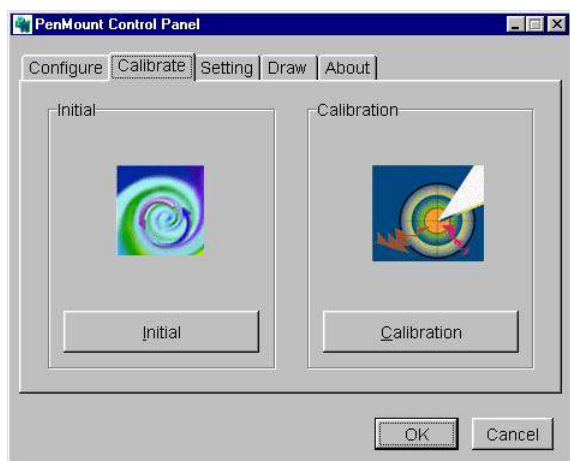 PenMount Control Panel
Configure Calibrate Setting Draw About
Initial
Calibration
Initial
Calibration
OK Cancel